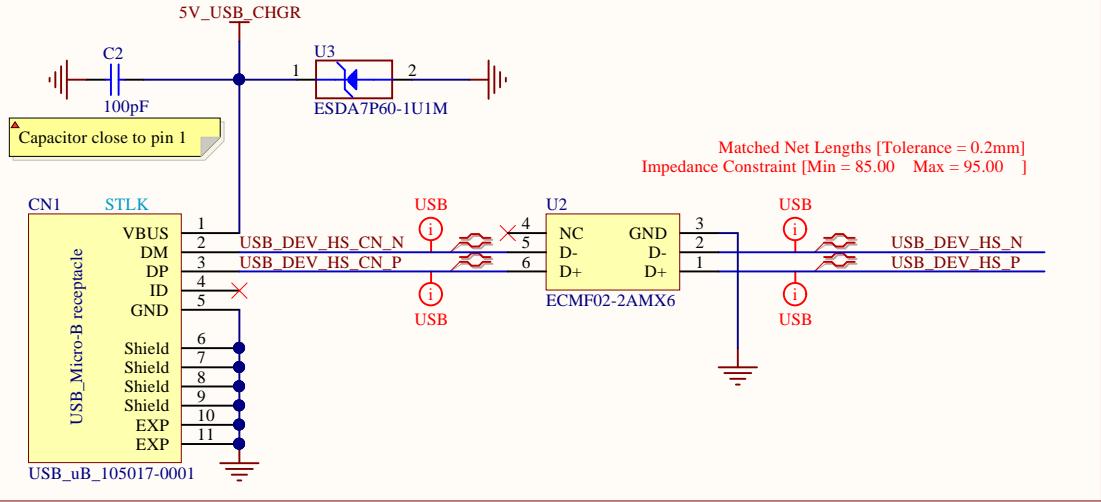 5V_USB_CHGR
C2
100pF
Capacitor close to pin 1
U3
1
2
ESDA7P60-1U1M
Matched Net Lengths [Tolerance = 0.2mm]
Impedance Constraint [Min = 85.00 Max = 95.00 ]
CN1 STLK
USB_Micro-B receptacle
VBUS 1
DM 2
DP 3
ID 4
GND 5
Shield 6
Shield 7
Shield 8
Shield 9
EXP 10
EXP 11
USB_uB_105017-0001
USB_DEV_HS_CN_N
USB_DEV_HS_CN_P
USB
i
i
USB
U2
4 NC GND 3
5 D- D- 2
6 D+ D+ 1
ECMF02-2AMX6
USB
i
i
USB
USB_DEV_HS_N
USB_DEV_HS_P